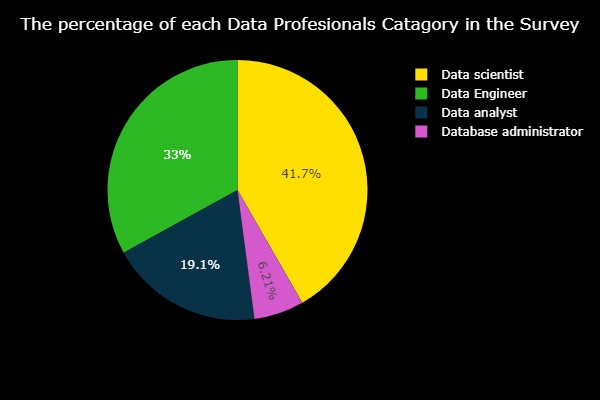 The percentage of each Data Profesionals Catagory in the Survey
Data scientist
Data Engineer
Data analyst
Database administrator
33%
41.7%
19.1%
6.21%